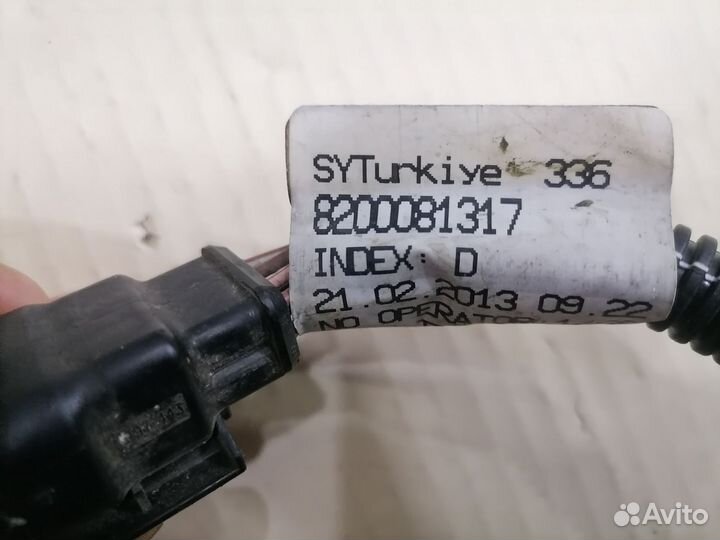 SYTurkiye 336
8200081317
INDEX: D
21.02.2013 09.22
NO OPERATOR
Avito